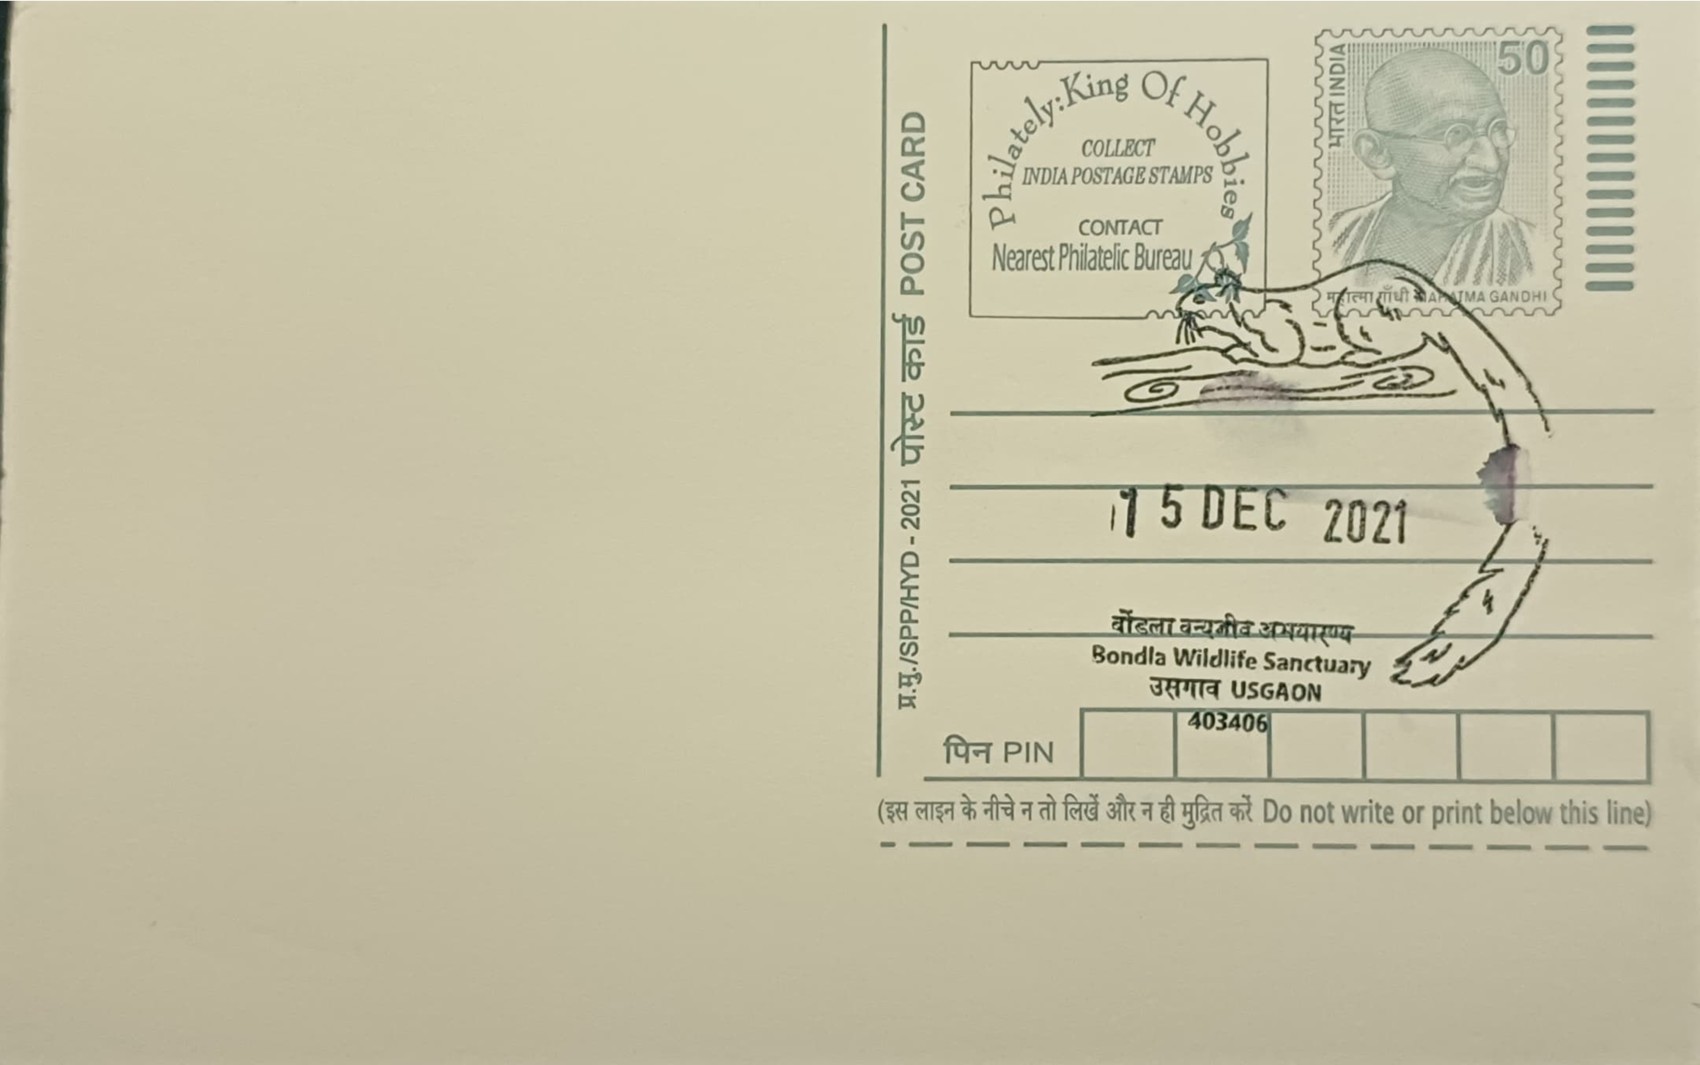 प्र.मु./SPP/HYD - 2021 पोस्ट कार्ड POST CARD
Philately:King Of Hobbies
COLLECT
INDIA POSTAGE STAMPS
CONTACT
Nearest Philatelic Bureau
भारत INDIA
50
महात्मा गाँधी MAHATMA GANDHI
15 DEC 2021
बोंडला वन्यजीव अभयारण्य
Bondla Wildlife Sanctuary
उसगाव USGAON
403406
पिन PIN
(इस लाइन के नीचे न तो लिखें और न ही मुद्रित करें Do not write or print below this line)